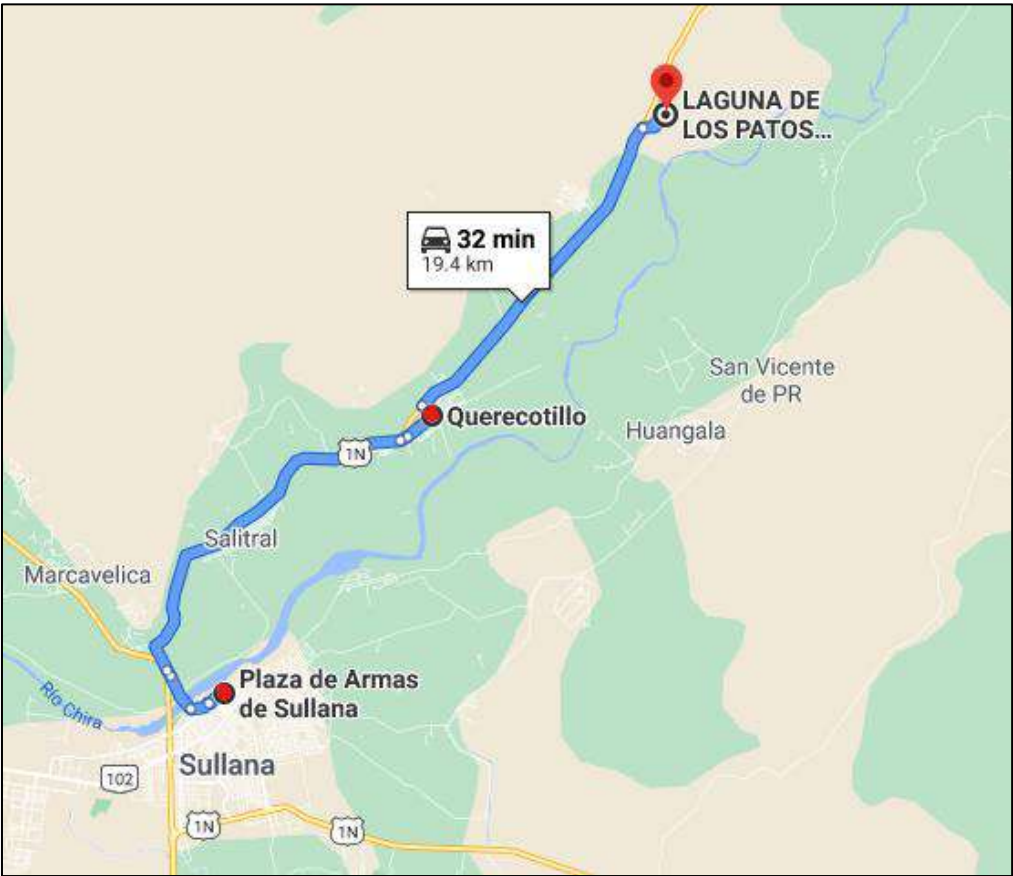 LAGUNA DE
LOS PATOS...
32 min
19.4 km
San Vicente
de PR
Querecotillo
Huangala
1N
Salitral
Marcavelica
Plaza de Armas
de Sullana
Río Chira
Sullana
102
1N
1N